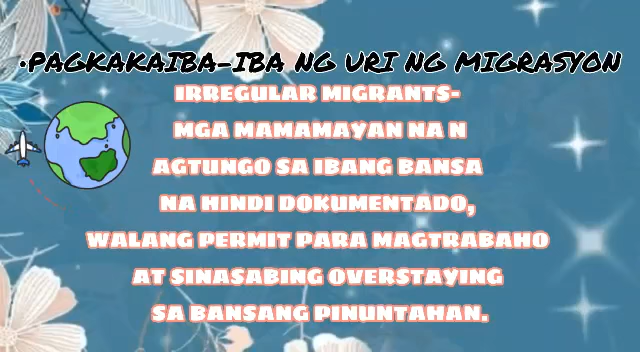 •PAGKAKAIBA-IBA NG URI NG MIGRASYON
IRREGULAR MIGRANTS-
MGA MAMAMAYAN NA N
AGTUNGO SA IBANG BANSA
NA HINDI DOKUMENTADO,
WALANG PERMIT PARA MAGTRABAHO
AT SINASABING OVERSTAYING
SA BANSANG PINUNTAHAN.